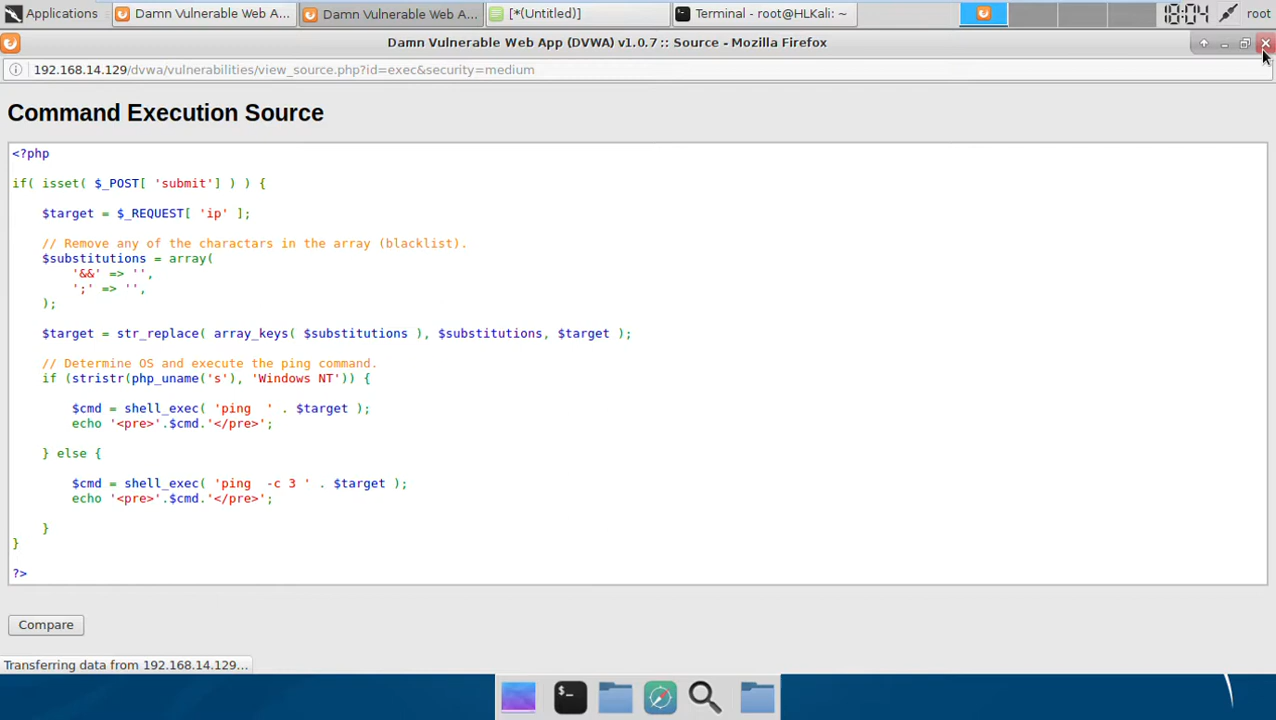 Applications
Damn Vulnerable Web A...
Damn Vulnerable Web A...
[*(Untitled)]
Terminal - root@HLKali: ~
18:04
root
Damn Vulnerable Web App (DVWA) v1.0.7 :: Source - Mozilla Firefox
192.168.14.129/dvwa/vulnerabilities/view_source.php?id=exec&security=medium
Command Execution Source
<?php
if( isset( $_POST[ 'submit'] ) ) {
$target = $_REQUEST[ 'ip' ];
// Remove any of the charactars in the array (blacklist).
$substitutions = array(
'&&' => '',
';' => '',
);
$target = str_replace( array_keys( $substitutions ), $substitutions, $target );
// Determine OS and execute the ping command.
if (stristr(php_uname('s'), 'Windows NT')) {
$cmd = shell_exec( 'ping  ' . $target );
echo '<pre>'.$cmd.'</pre>';
} else {
$cmd = shell_exec( 'ping  -c 3 ' . $target );
echo '<pre>'.$cmd.'</pre>';
}
}
?>
Compare
Transferring data from 192.168.14.129...
$_